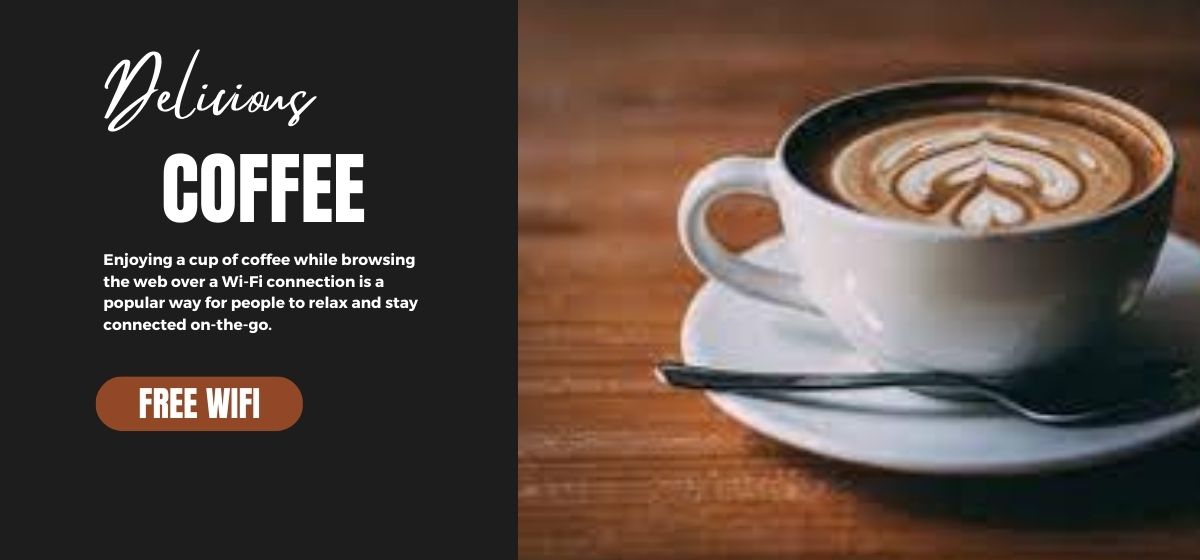 Delicious
COFFEE
Enjoying a cup of coffee while browsing
the web over a Wi-Fi connection is a
popular way for people to relax and stay
connected on-the-go.
FREE WIFI